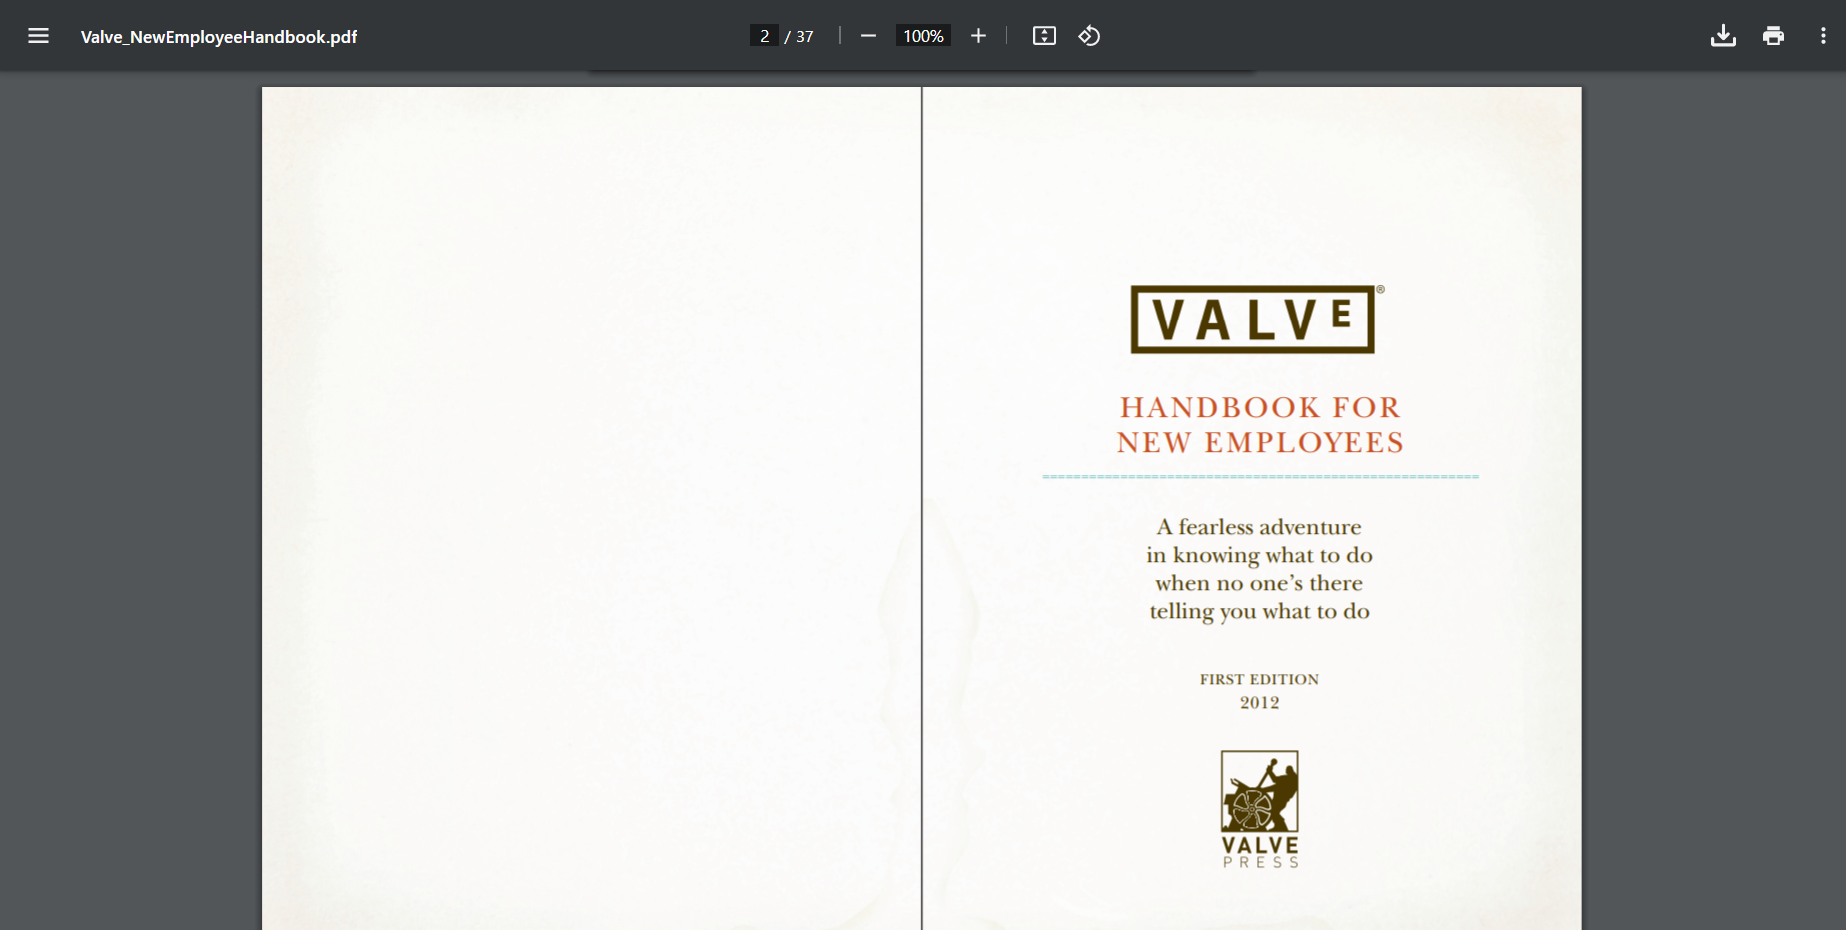 Valve_NewEmployeeHandbook.pdf
2 / 37
100%
VALVE®
HANDBOOK FOR
NEW EMPLOYEES
A fearless adventure
in knowing what to do
when no one’s there
telling you what to do
FIRST EDITION
2012
VALVE
PRESS